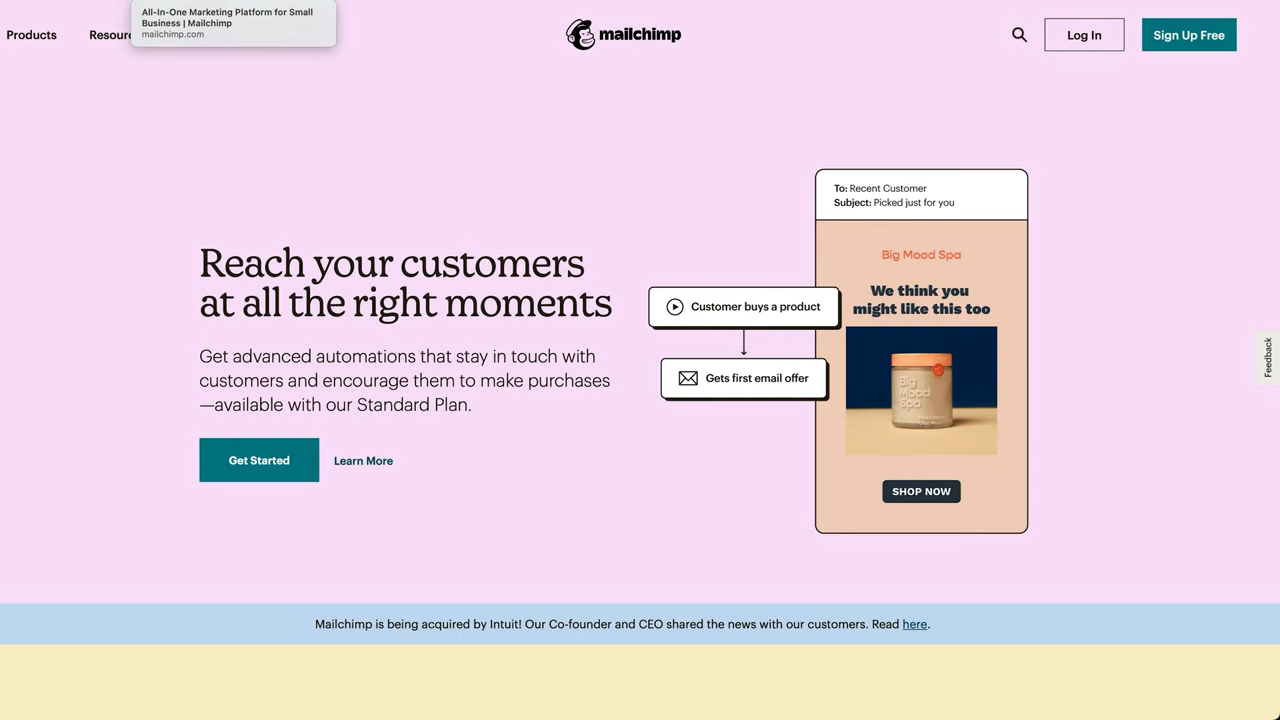 All-In-One Marketing Platform for Small
Business | Mailchimp
mailchimp.com
Products
mailchimp
Log In
Sign Up Free
To: Recent Customer
Subject: Picked just for you
Big Mood Spa
We think you
might like this too
Reach your customers
at all the right moments
Customer buys a product
Gets first email offer
Big
Mood
Spa
Get advanced automations that stay in touch with
customers and encourage them to make purchases
—available with our Standard Plan.
Get Started
Learn More
SHOP NOW
Feedback
Mailchimp is being acquired by Intuit! Our Co-founder and CEO shared the news with our customers. Read here.